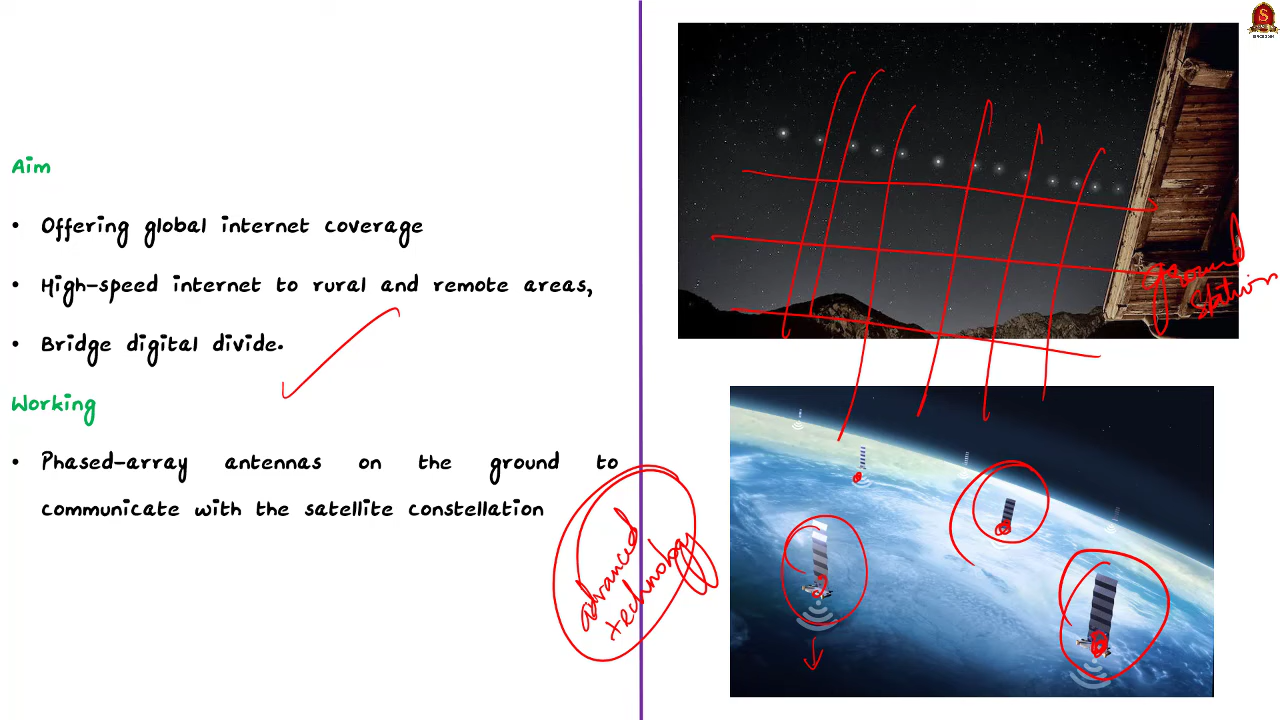 Aim
• Offering global internet coverage
• High-speed internet to rural and remote areas,
• Bridge digital divide.
Working
• Phased-array antennas on the ground to
communicate with the satellite constellation
advanced
technology
ground
station